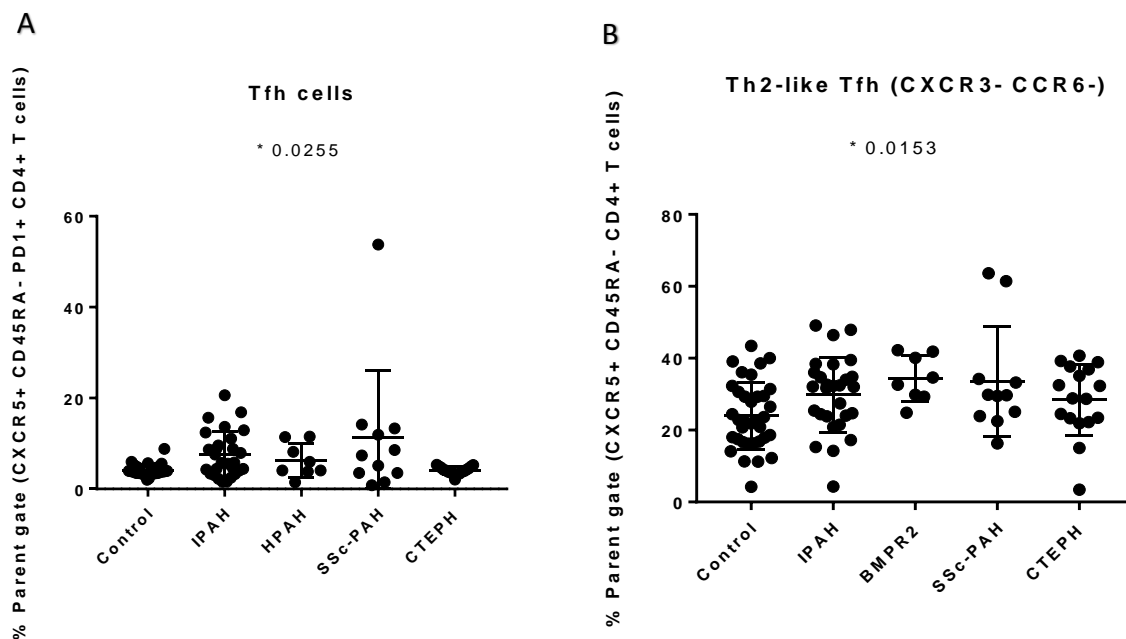 A
% Parent gate (CXCR5+ CD45RA- PD1+ CD4+ T cells)
Tfh cells
* 0.0255
60
40
20
0
Control
IPAH
HPAH
SSc-PAH
CTEPH
B
% Parent gate (CXCR5+ CD45RA- CD4+ T cells)
Th2-like Tfh (CXCR3- CCR6-)
* 0.0153
80
60
40
20
0
Control
IPAH
BMPR2
SSc-PAH
CTEPH